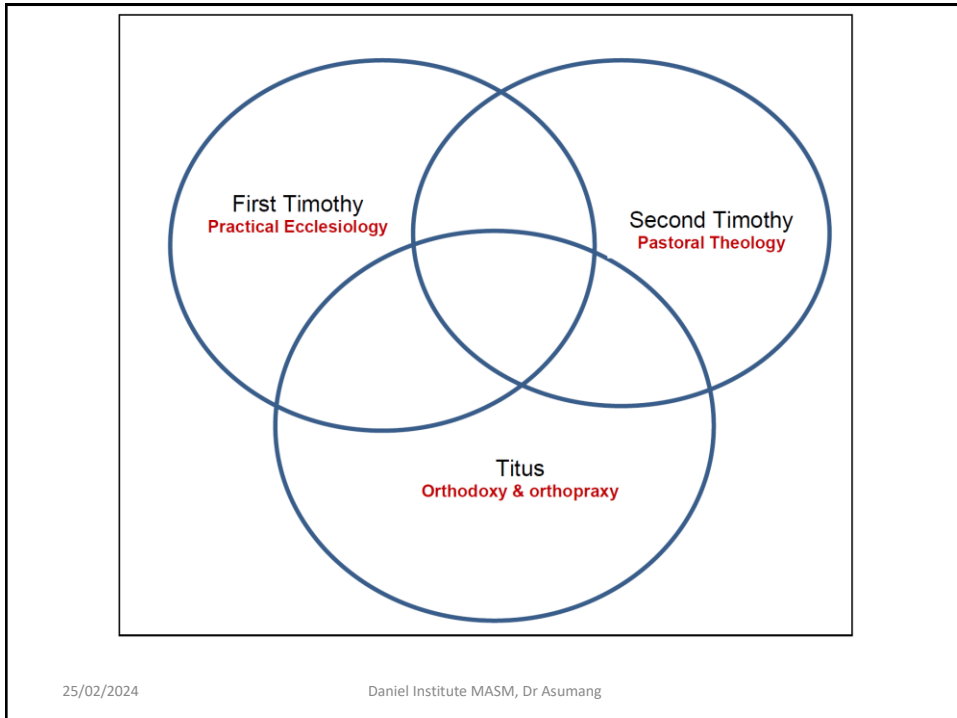 First Timothy
Practical Ecclesiology
Second Timothy
Pastoral Theology
Titus
Orthodoxy & orthopraxy
25/02/2024
Daniel Institute MASM, Dr Asumang